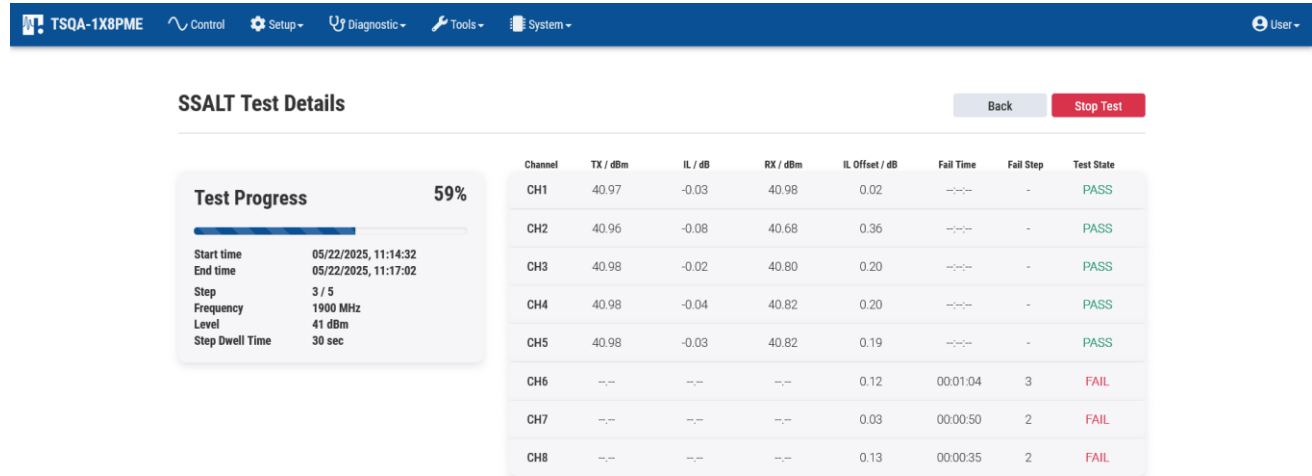 TSQA-1X8PME Control Setup Diagnostic Tools System User
SSALT Test Details Back Stop Test
Test Progress 59%
Start time 05/22/2025, 11:14:32
End time 05/22/2025, 11:17:02
Step 3 / 5
Frequency 1900 MHz
Level 41 dBm
Step Dwell Time 30 sec
Channel TX / dBm IL / dB RX / dBm IL Offset / dB Fail Time Fail Step Test State
CH1 40.97 -0.03 40.98 0.02 --:--:-- - PASS
CH2 40.96 -0.08 40.68 0.36 --:--:-- - PASS
CH3 40.98 -0.02 40.80 0.20 --:--:-- - PASS
CH4 40.98 -0.04 40.82 0.20 --:--:-- - PASS
CH5 40.98 -0.03 40.82 0.19 --:--:-- - PASS
CH6 --.-- --.-- --.-- 0.12 00:01:04 3 FAIL
CH7 --.-- --.-- --.-- 0.03 00:00:50 2 FAIL
CH8 --.-- --.-- --.-- 0.13 00:00:35 2 FAIL